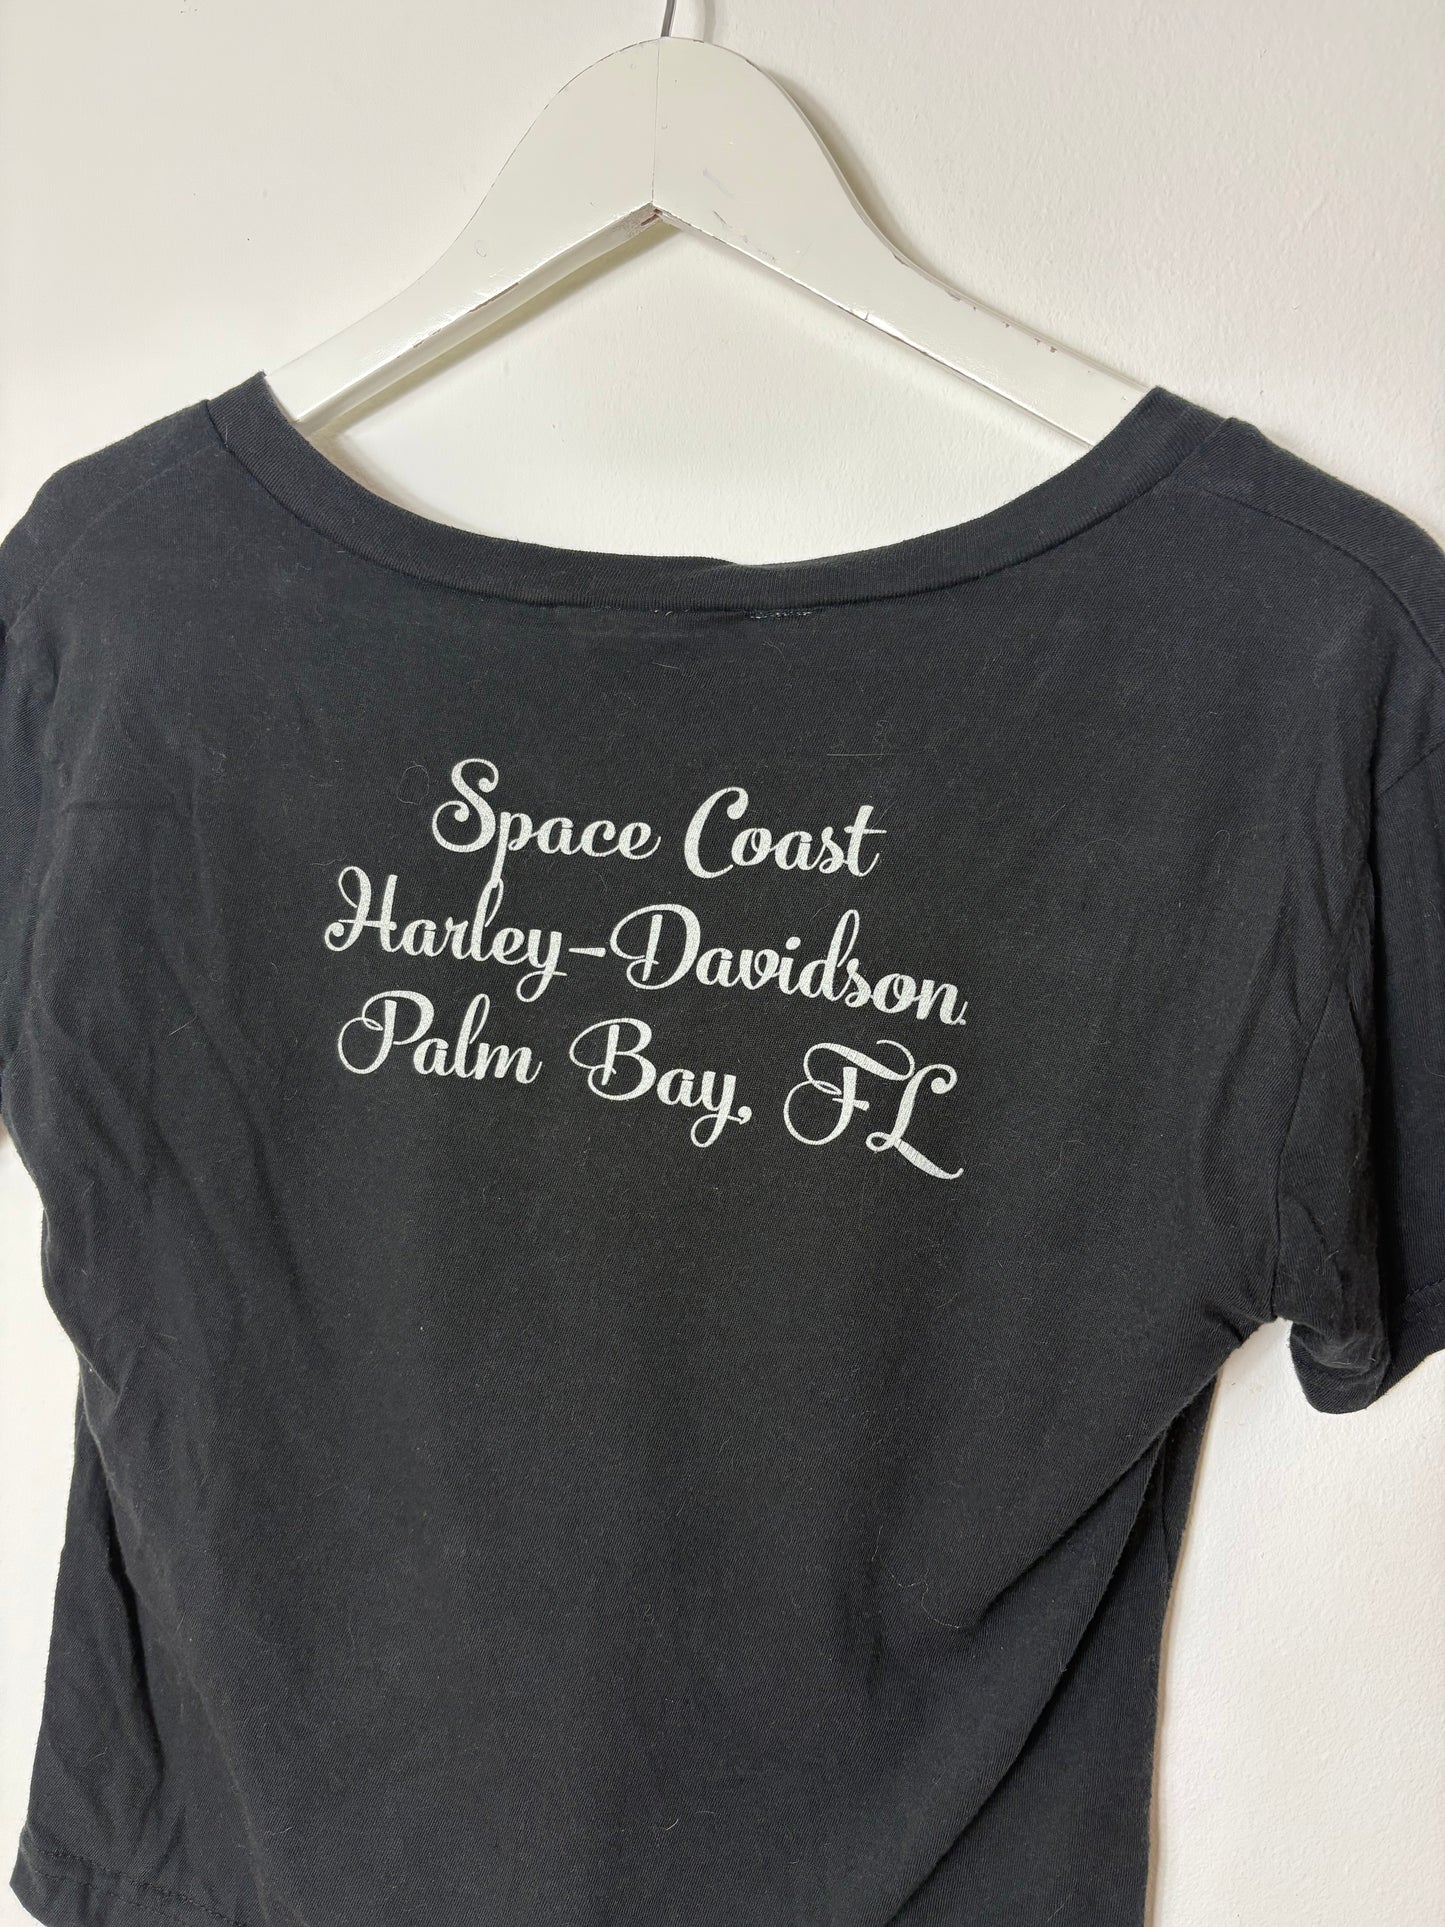 Space Coast
Harley-Davidson
Palm Bay, FL